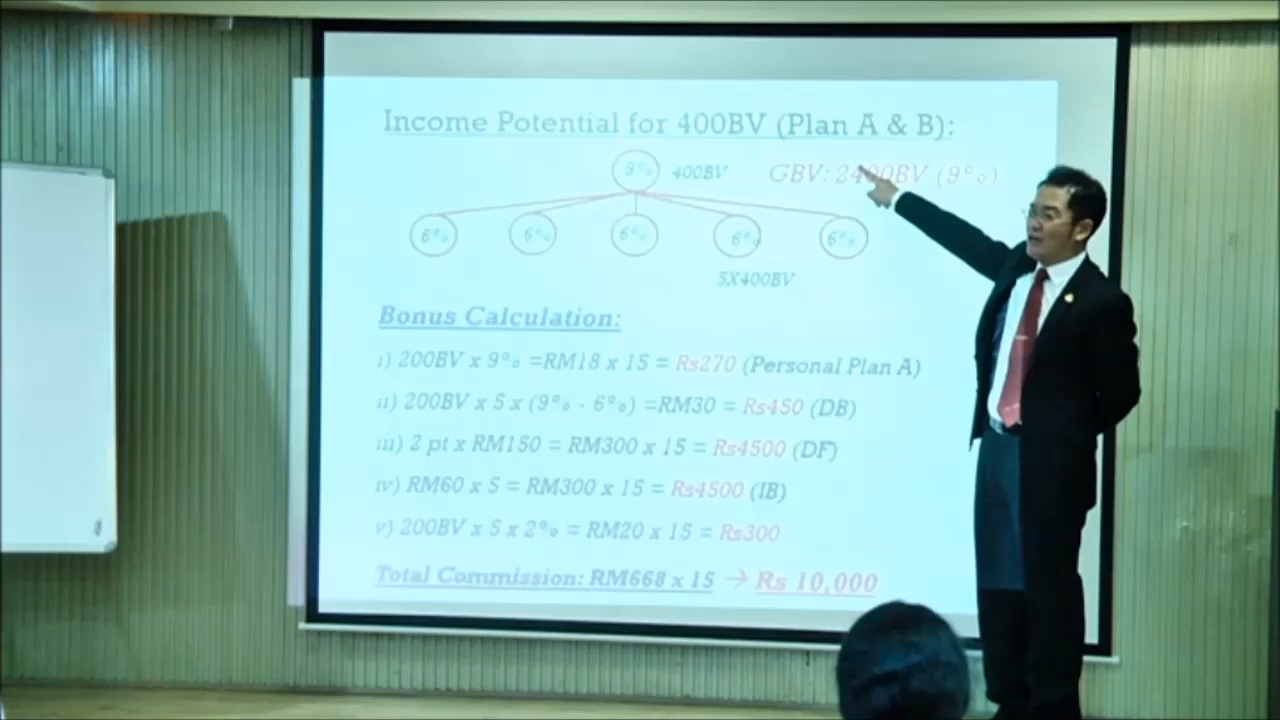 Income Potential for 400BV (Plan A & B):
9% 400BV GBV: 2400BV (9%)
6% 6% 6% 6% 6%
5X400BV
Bonus Calculation:
i) 200BV x 9% =RM18 x 15 = Rs270 (Personal Plan A)
ii) 200BV x 5 x (9% - 6%) =RM30 = Rs450 (DB)
iii) 2 pt x RM150 = RM300 x 15 = Rs4500 (DF)
iv) RM60 x 5 = RM300 x 15 = Rs4500 (IB)
v) 200BV x 5 x 2% = RM20 x 15 = Rs300
Total Commission: RM668 x 15 → Rs 10,000